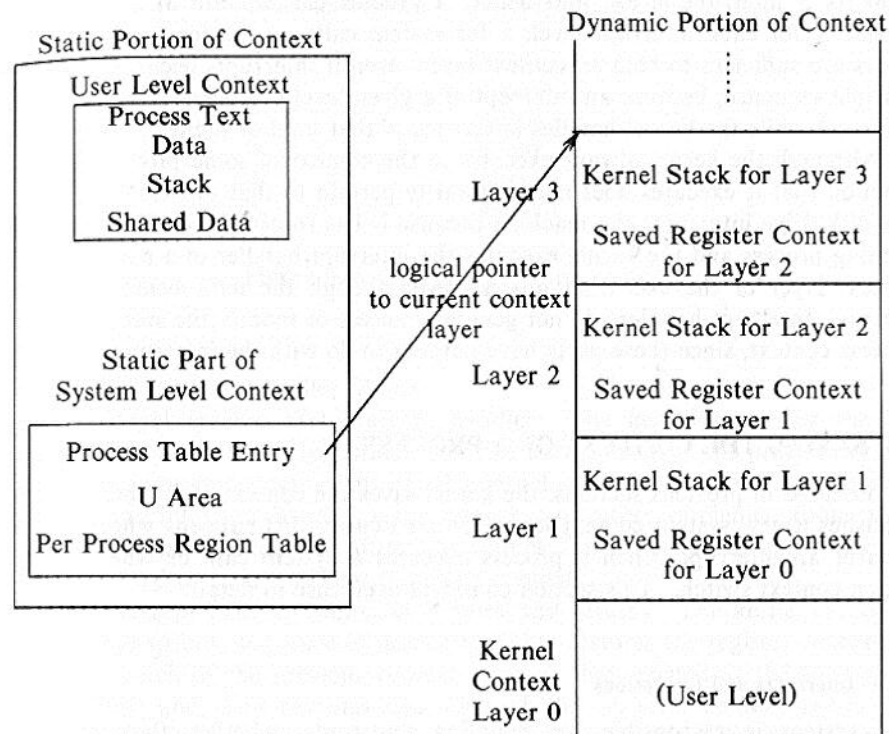 Static Portion of Context
User Level Context
Process Text
Data
Stack
Shared Data
Static Part of
System Level Context
Process Table Entry
U Area
Per Process Region Table
logical pointer
to current context
layer
Dynamic Portion of Context
Layer 3
Kernel Stack for Layer 3
Saved Register Context
for Layer 2
Layer 2
Kernel Stack for Layer 2
Saved Register Context
for Layer 1
Layer 1
Kernel Stack for Layer 1
Saved Register Context
for Layer 0
Kernel
Context
Layer 0
(User Level)